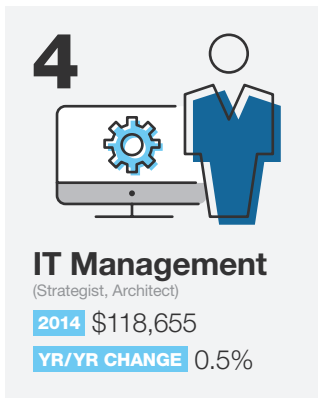 4
IT Management
(Strategist, Architect)
2014 $118,655
YR/YR CHANGE 0.5%